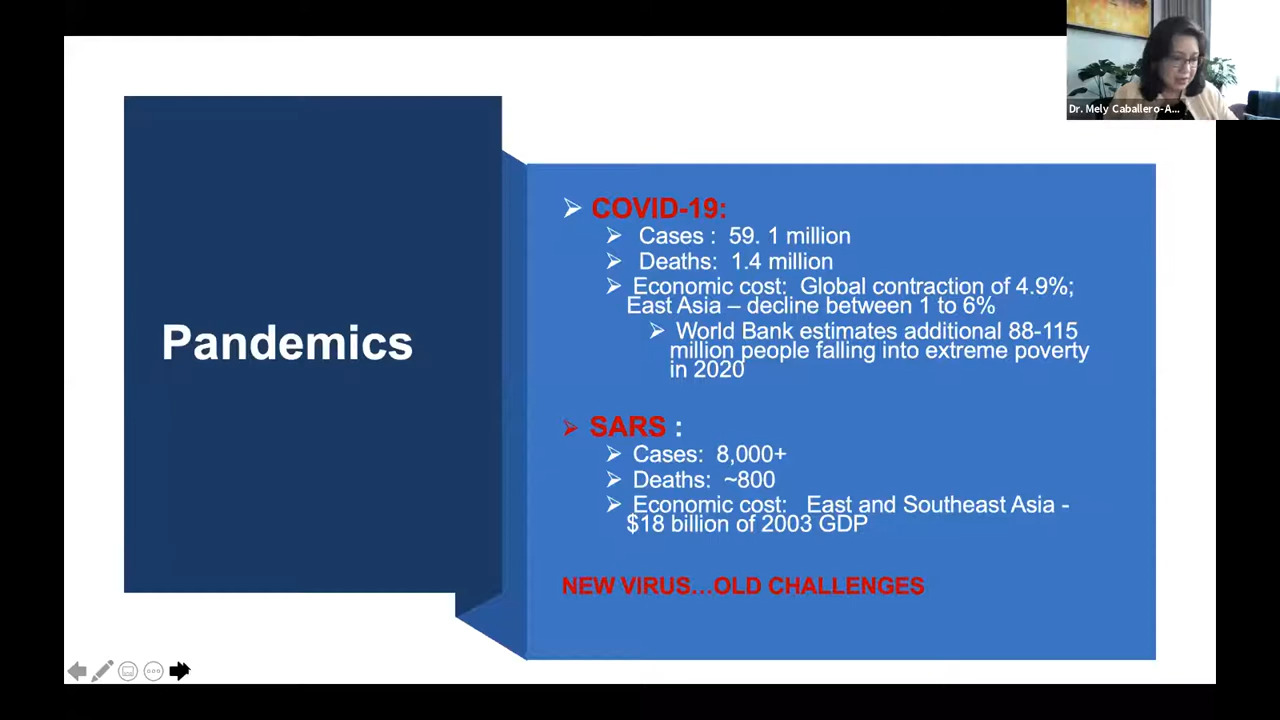 Dr. Mely Caballero-A...
Pandemics
COVID-19:
Cases : 59. 1 million
Deaths: 1.4 million
Economic cost: Global contraction of 4.9%;
East Asia – decline between 1 to 6%
World Bank estimates additional 88-115
million people falling into extreme poverty
in 2020
SARS :
Cases: 8,000+
Deaths: ~800
Economic cost: East and Southeast Asia -
$18 billion of 2003 GDP
NEW VIRUS...OLD CHALLENGES